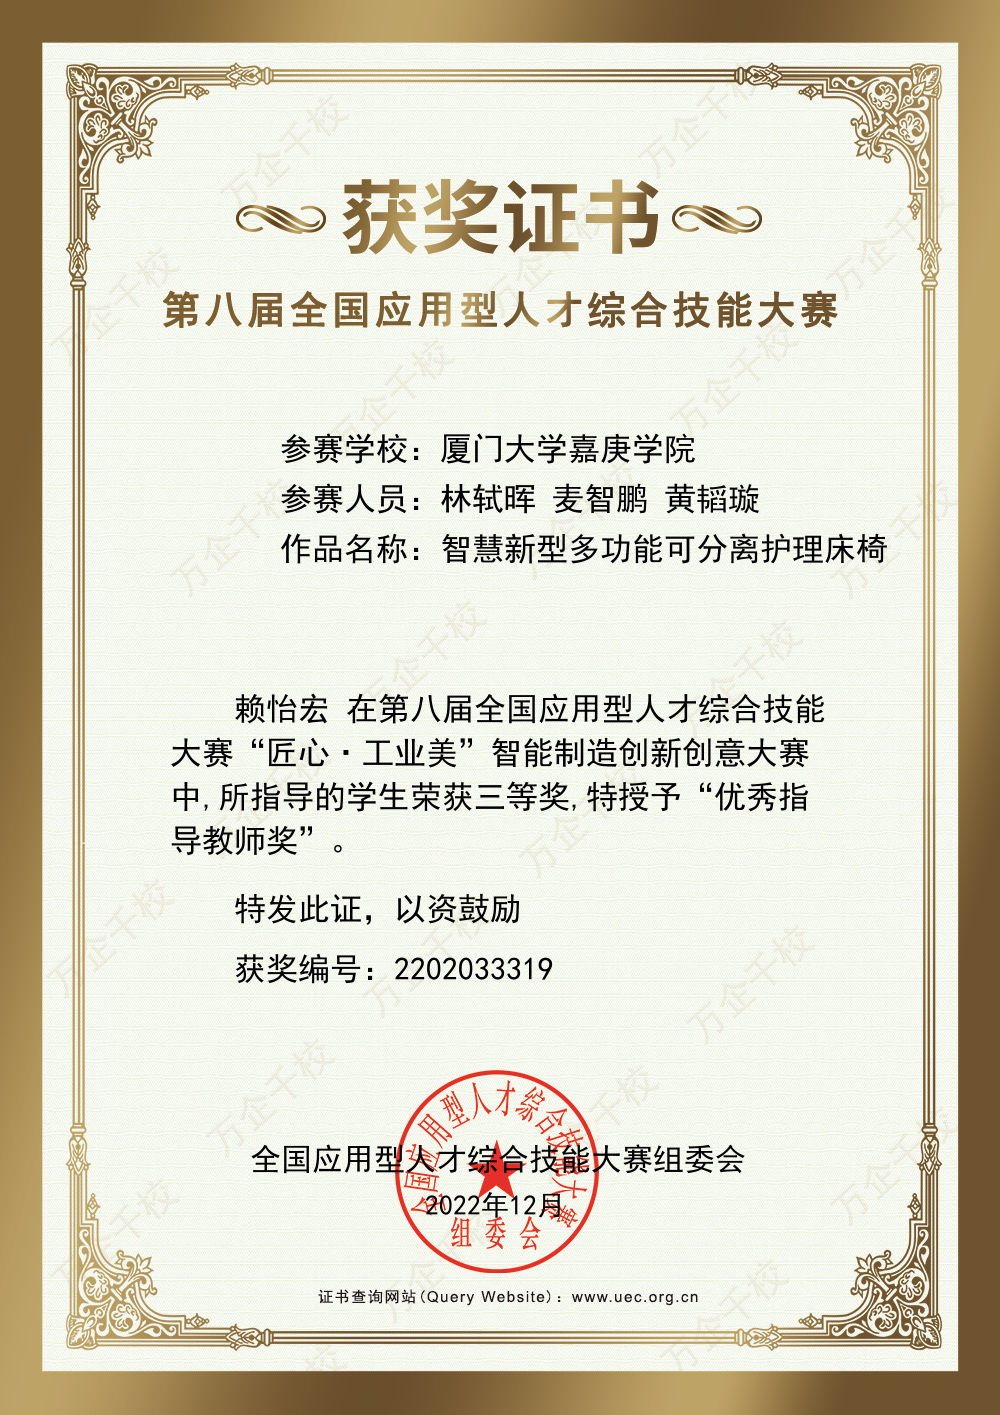 获奖证书
第八届全国应用型人才综合技能大赛
参赛学校：厦门大学嘉庚学院
参赛人员：林轼晖 麦智鹏 黄韬璇
作品名称：智慧新型多功能可分离护理床椅
赖怡宏 在第八届全国应用型人才综合技能
大赛“匠心·工业美”智能制造创新创意大赛
中,所指导的学生荣获三等奖,特授予“优秀指
导教师奖”。
特发此证，以资鼓励
获奖编号：2202033319
全国应用型人才综合技能大赛
全国应用型人才综合技能大赛组委会
2022年12月
组委会
证书查询网站(Query Website)：www.uec.org.cn
万企千校